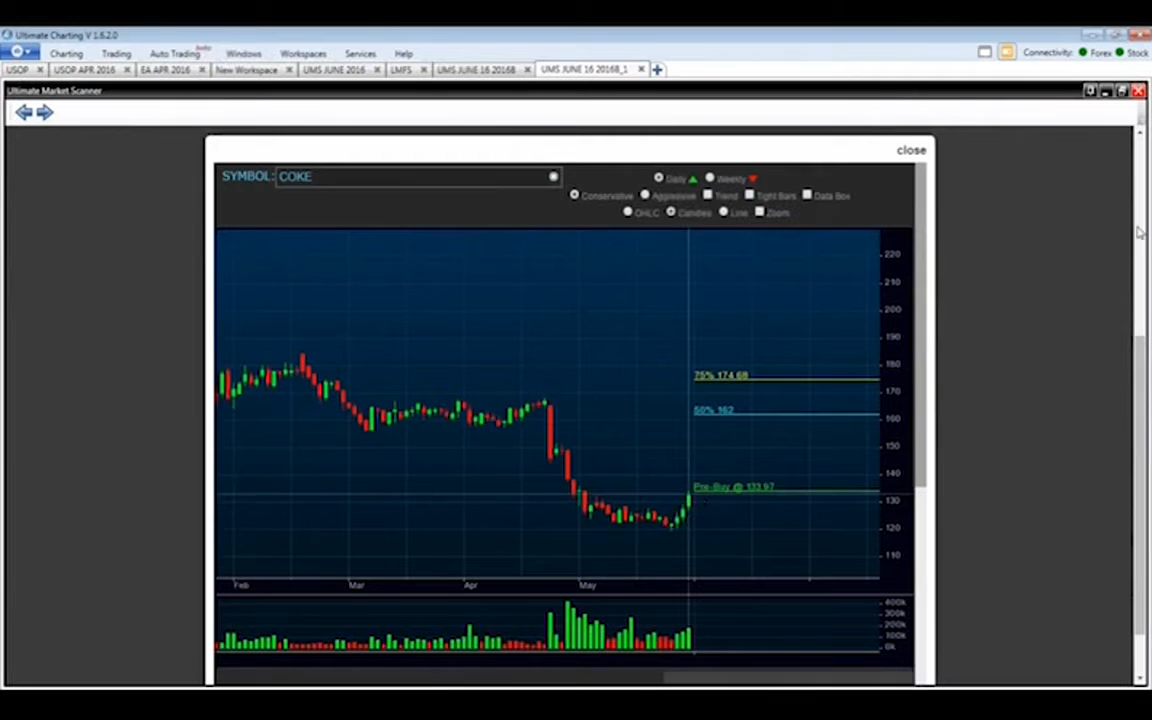 Ultimate Charting V 1.6.2.0
Charting Trading Auto Trading Beta Windows Workspaces Services Help Connectivity: Forex Stock
USOP USOP APR 2016 EA APR 2016 New Workspace UMS JUNE 2016 LMFS UMS JUNE 16 2016B UMS JUNE 16 2016B_1
Ultimate Market Scanner
close
SYMBOL: COKE
Daily Weekly
Conservative Aggressive Trend Tight Bars Data Box
OHLC Candles Line Zoom
220
210
200
190
180
75% 174.68
170
50% 162
160
150
140
Pre-Buy @ 133.97
130
120
110
Feb Mar Apr May
400k
300k
200k
100k
0k